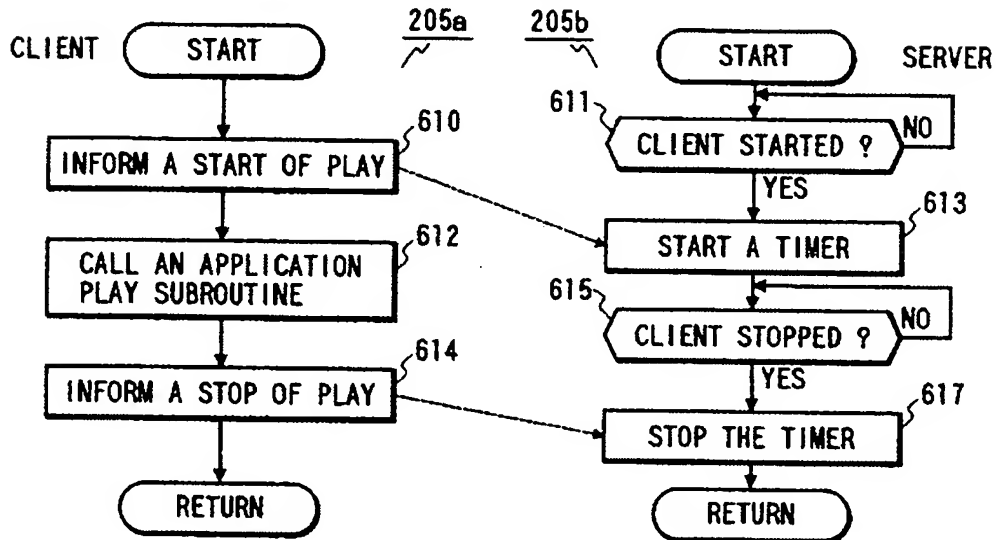 CLIENT
START
205a
610
INFORM A START OF PLAY
612
CALL AN APPLICATION
PLAY SUBROUTINE
614
INFORM A STOP OF PLAY
RETURN
205b
START
SERVER
611
CLIENT STARTED ?
NO
YES
613
START A TIMER
615
CLIENT STOPPED ?
NO
YES
617
STOP THE TIMER
RETURN